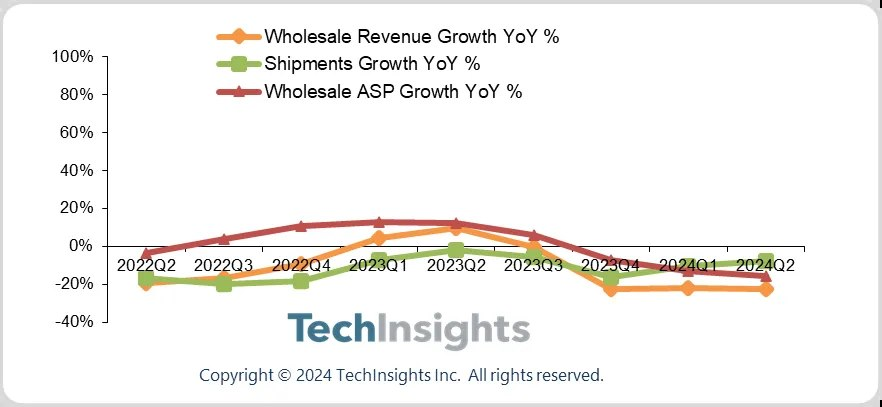 Wholesale Revenue Growth YoY %
Shipments Growth YoY %
Wholesale ASP Growth YoY %
100%
80%
60%
40%
20%
0%
-20%
-40%
2022Q2 2022Q3 2022Q4 2023Q1 2023Q2 2023Q3 2023Q4 2024Q1 2024Q2
TechInsights
Copyright © 2024 TechInsights Inc. All rights reserved.